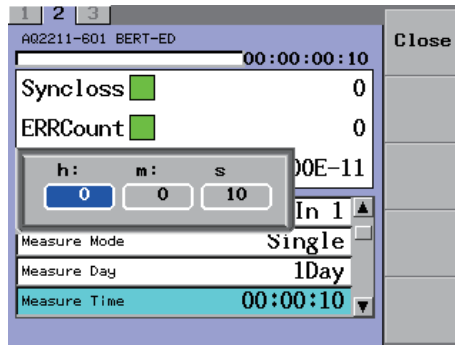 1 2 3
AQ2211-601 BERT-ED
Close
00:00:00:10
Syncloss 0
ERRCount 0
00E-11
h: m: s
0 0 10
In 1
Measure Mode Single
Measure Day 1Day
Measure Time 00:00:10